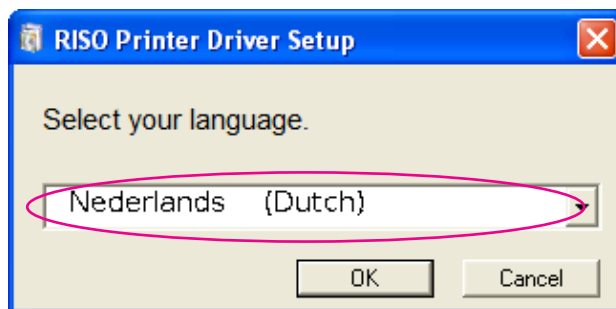 RISO Printer Driver Setup
Select your language.
Nederlands (Dutch)
OK Cancel